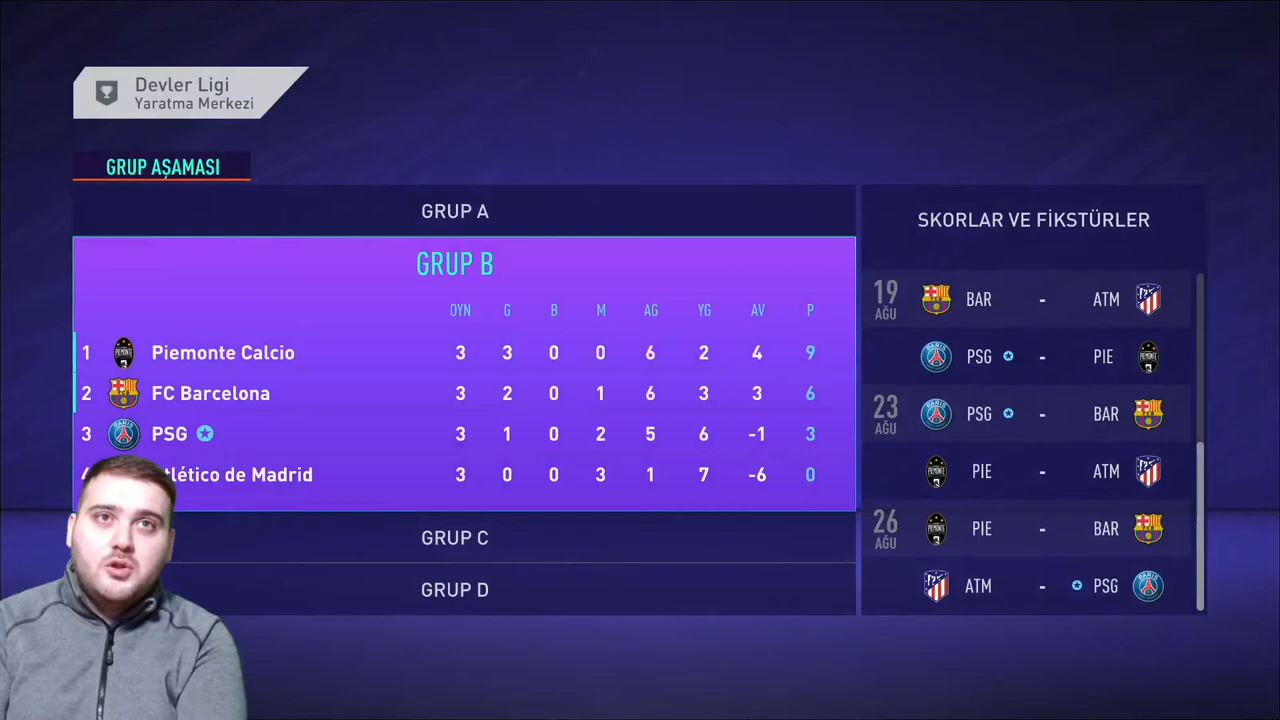 Devler Ligi
Yaratma Merkezi
GRUP AŞAMASI
GRUP A
GRUP B
OYN G B M AG YG AV P
1 Piemonte Calcio 3 3 0 0 6 2 4 9
2 FC Barcelona 3 2 0 1 6 3 3 6
3 PSG 3 1 0 2 5 6 -1 3
tlético de Madrid 3 0 0 3 1 7 -6 0
GRUP C
GRUP D
SKORLAR VE FİKSTÜRLER
19 AĞU BAR - ATM
PSG - PIE
23 AĞU PSG - BAR
PIE - ATM
26 AĞU PIE - BAR
ATM - PSG